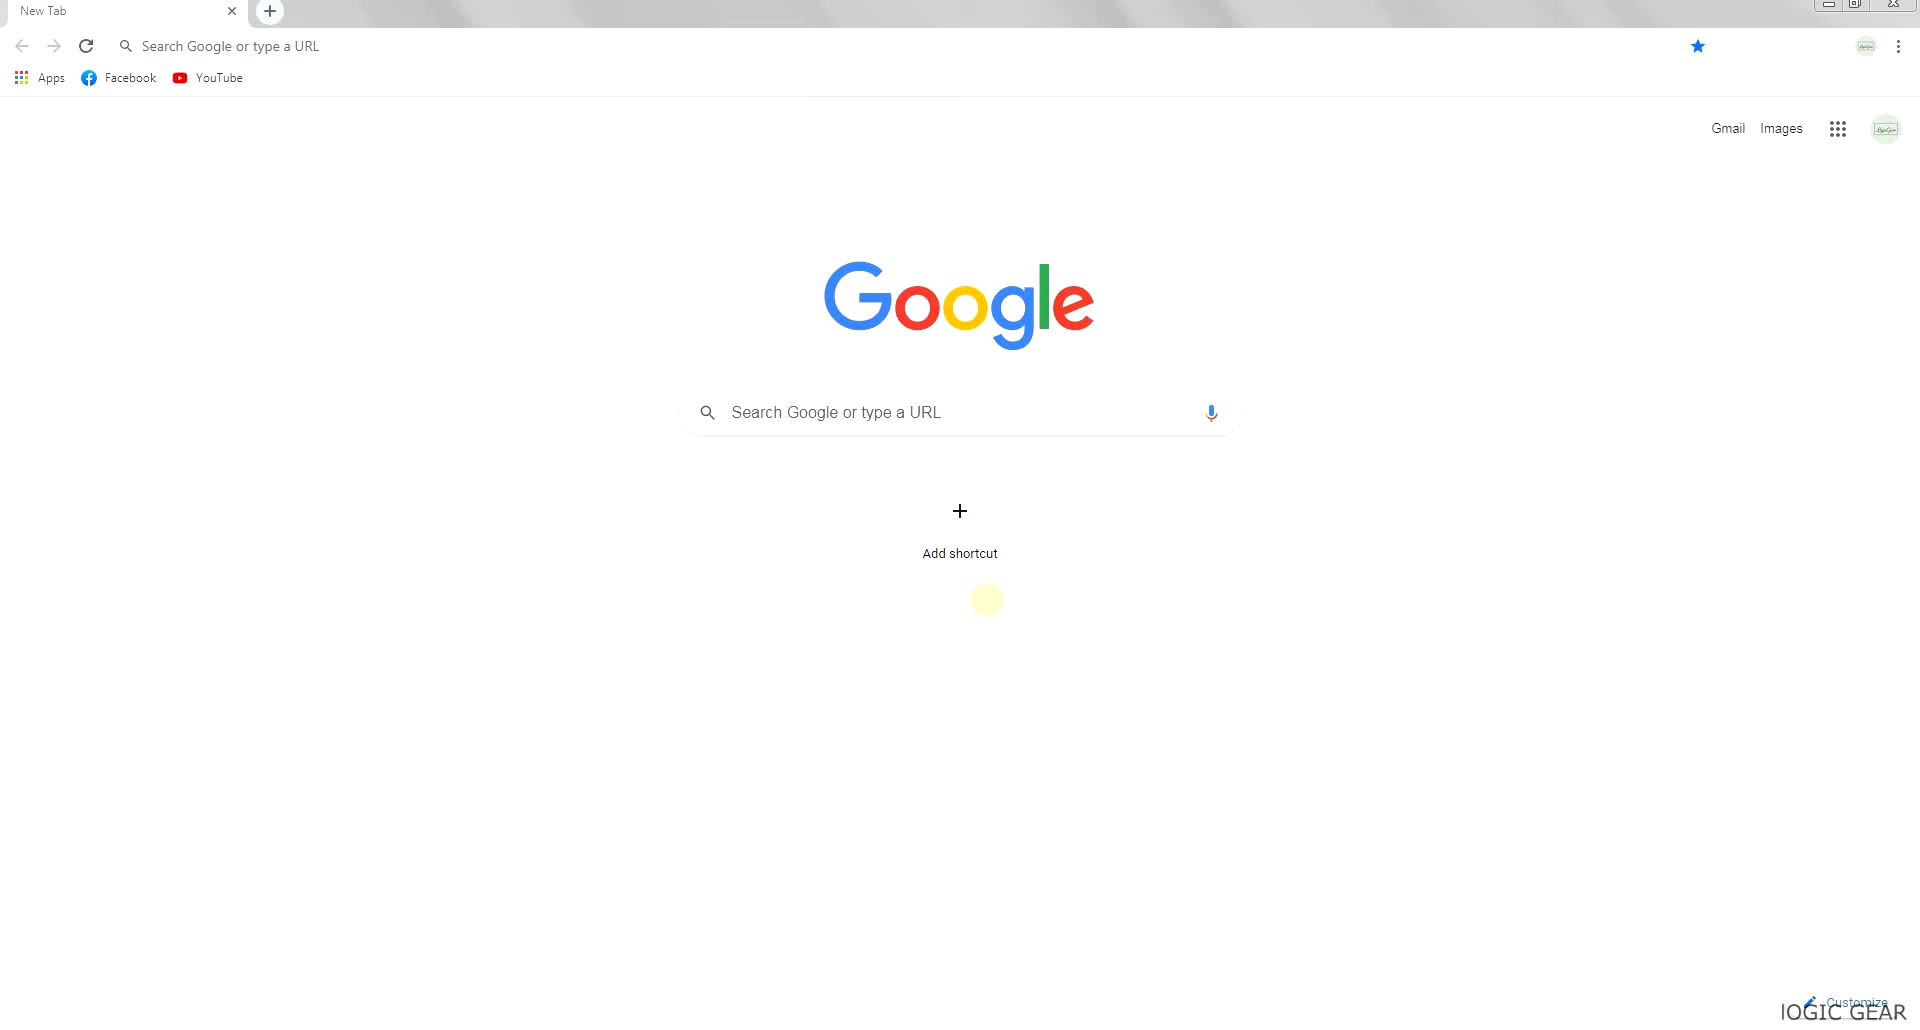 New Tab
Search Google or type a URL
Apps
Facebook
YouTube
Gmail
Images
Google
Search Google or type a URL
Add shortcut
Customize
lOGIC GEAR